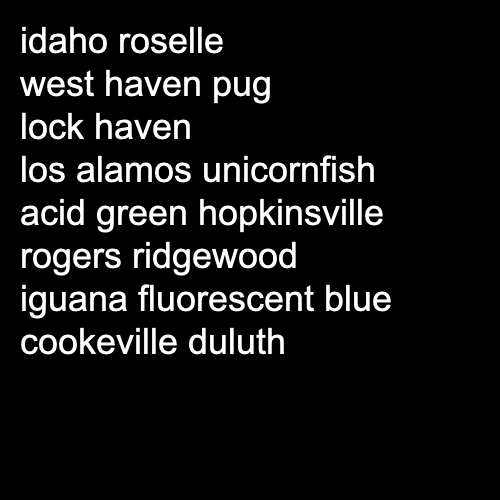 idaho roselle
west haven pug
lock haven
los alamos unicornfish
acid green hopkinsville
rogers ridgewood
iguana fluorescent blue
cookeville duluth